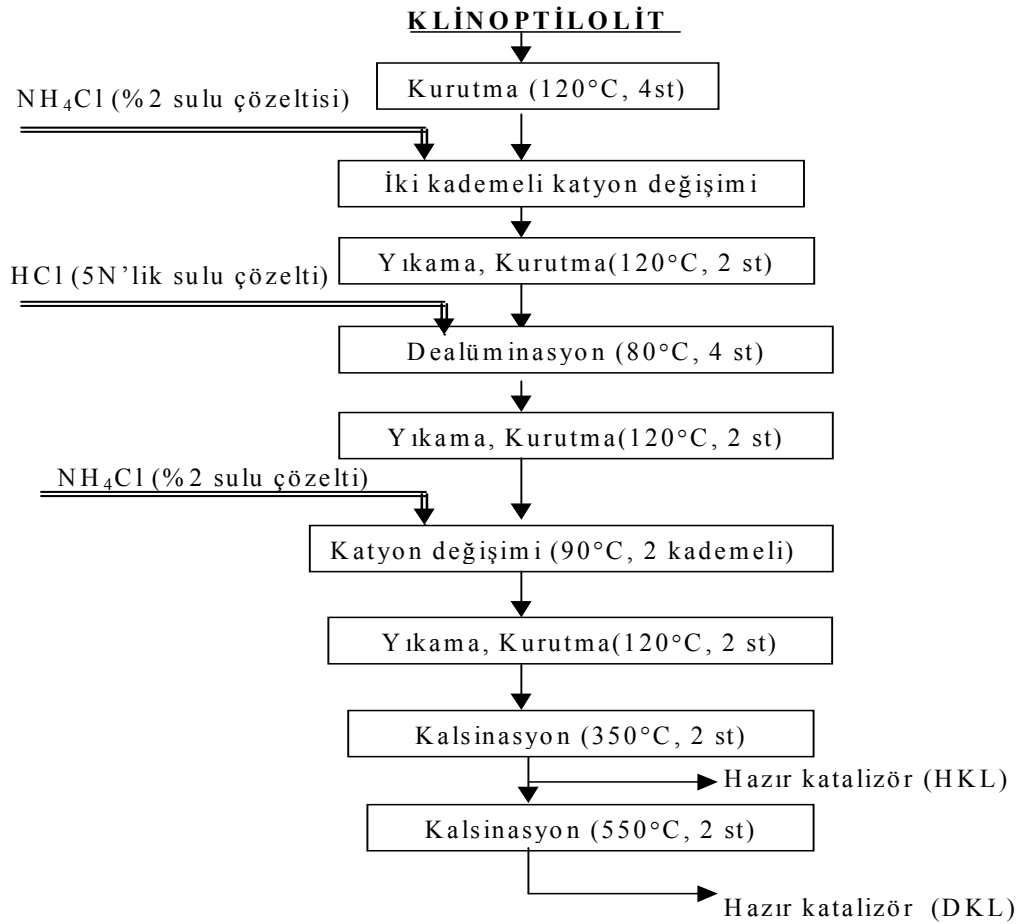 KLİNOPTİLOLİT
Kurutma (120°C, 4st)
NH₄Cl (%2 sulu çözeltisi)
İki kademeli katyon değişimi
Yıkama, Kurutma(120°C, 2 st)
HCl (5N’lik sulu çözelti)
Dealüminasyon (80°C, 4 st)
Yıkama, Kurutma(120°C, 2 st)
NH₄Cl (%2 sulu çözelti)
Katyon değişimi (90°C, 2 kademeli)
Yıkama, Kurutma(120°C, 2 st)
Kalsinasyon (350°C, 2 st)
Hazır katalizör (HKL)
Kalsinasyon (550°C, 2 st)
Hazır katalizör (DKL)